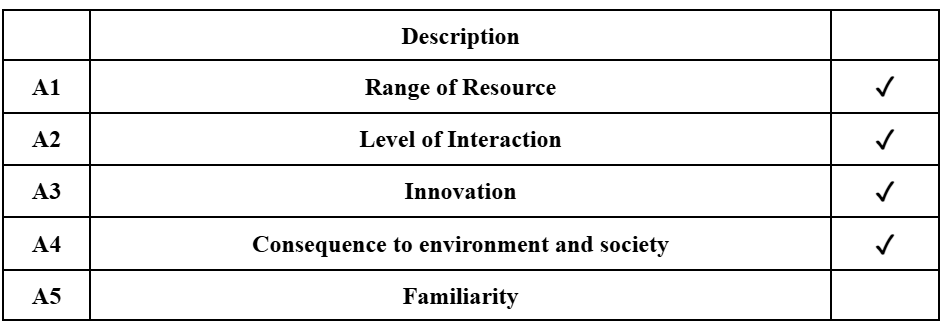 Description
A1 Range of Resource ✓
A2 Level of Interaction ✓
A3 Innovation ✓
A4 Consequence to environment and society ✓
A5 Familiarity